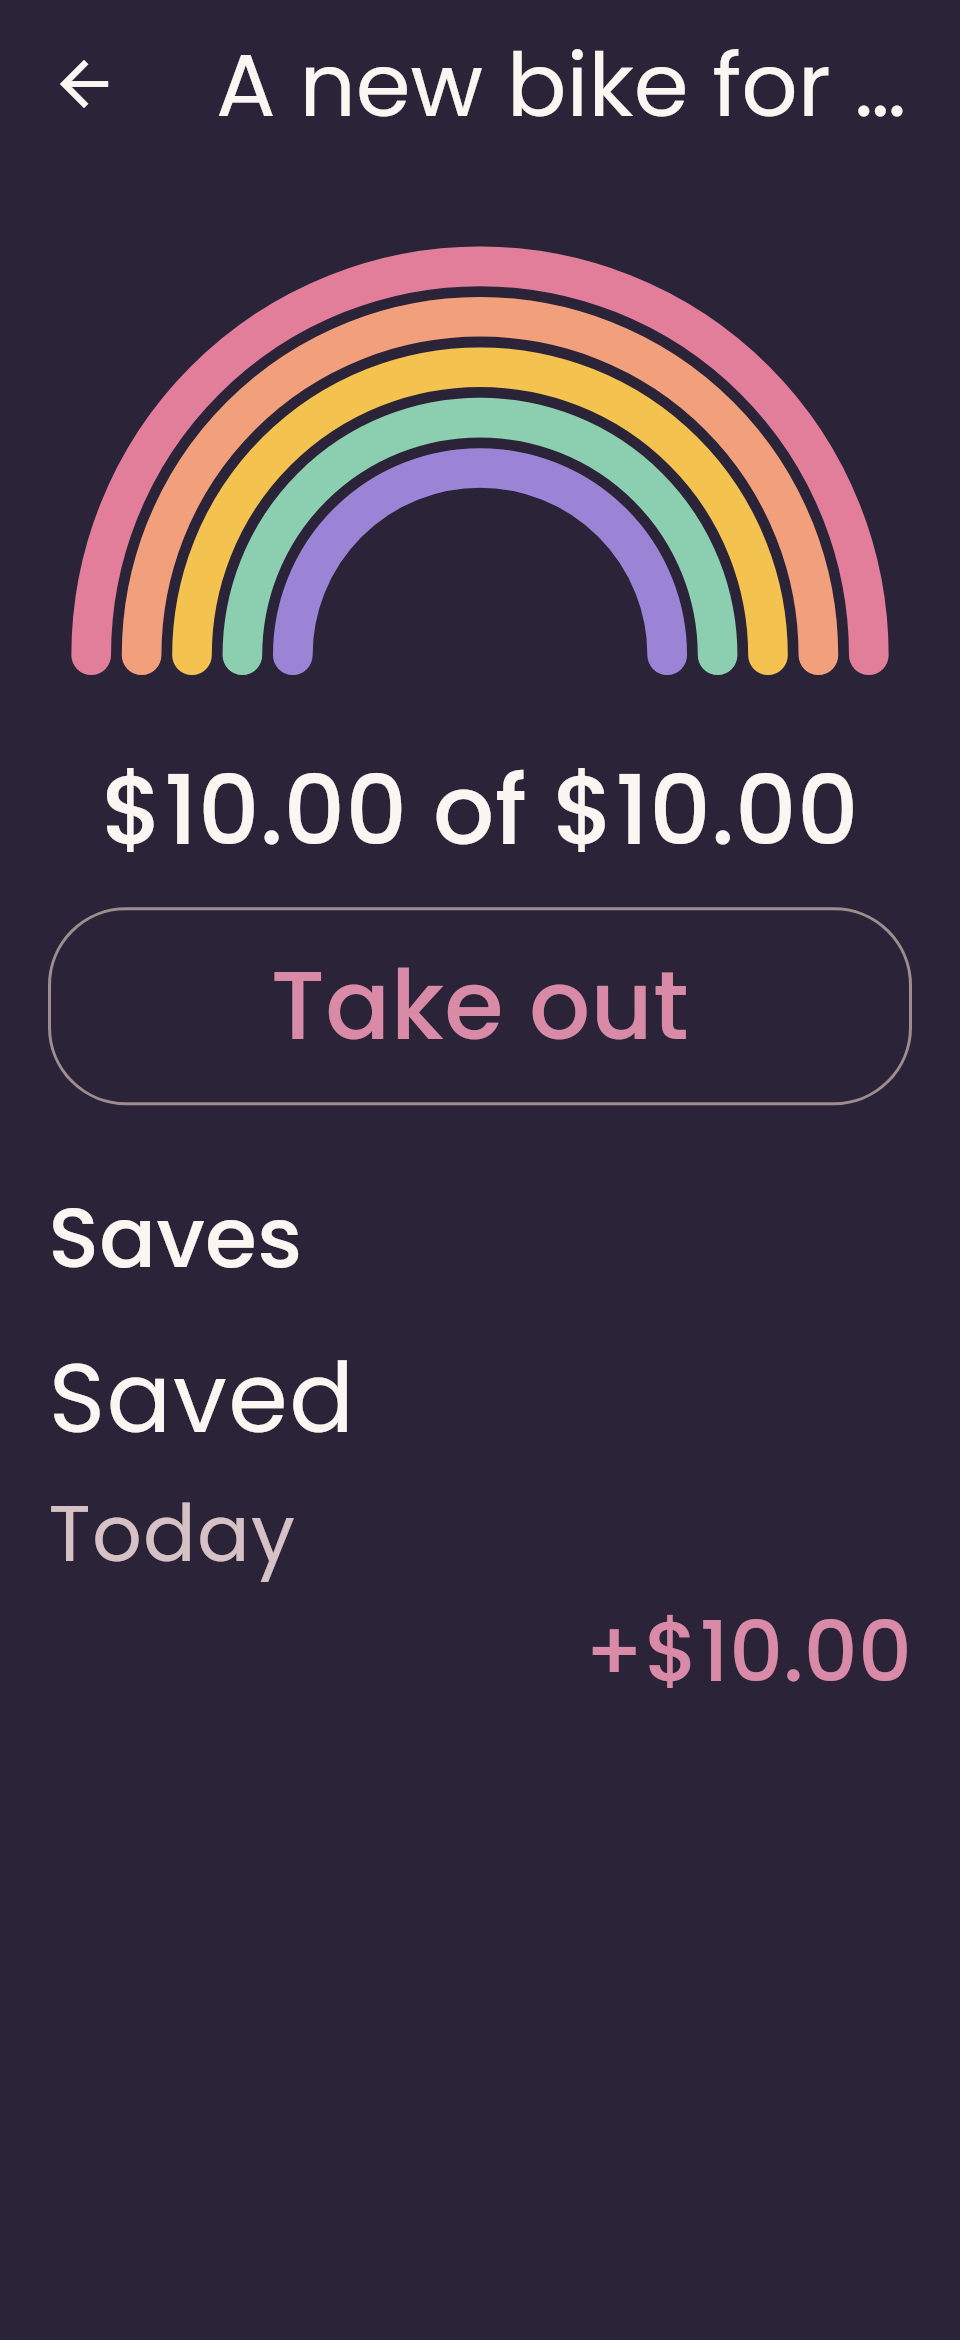 A new bike for ...
$10.00 of $10.00
Take out
Saves
Saved
Today
+$10.00